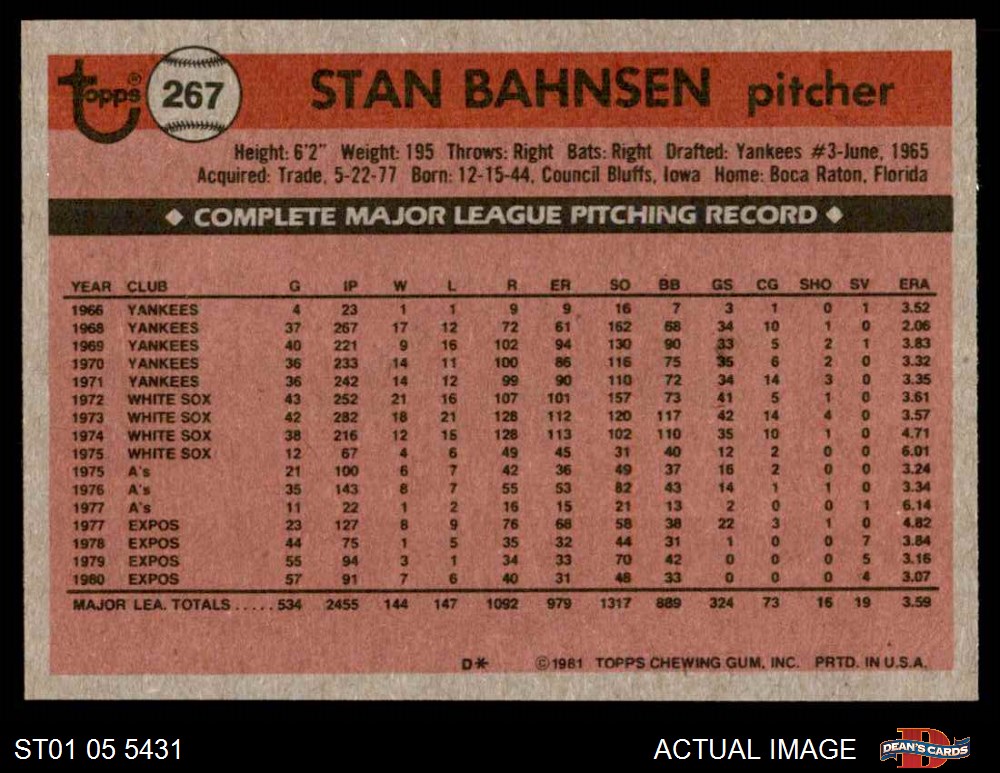 Topps ® 267 STAN BAHNSEN pitcher
Height: 6'2" Weight: 195 Throws: Right Bats: Right Drafted: Yankees #3-June, 1965
Acquired: Trade, 5-22-77 Born: 12-15-44, Council Bluffs, Iowa Home: Boca Raton, Florida
◆ COMPLETE MAJOR LEAGUE PITCHING RECORD ◆
YEAR CLUB G IP W L R ER SO BB GS CG SHO SV ERA
1966 YANKEES 4 23 1 1 9 9 16 7 3 1 0 1 3.52
1968 YANKEES 37 267 17 12 72 61 162 68 34 10 1 0 2.06
1969 YANKEES 40 221 9 16 102 94 130 90 33 5 2 1 3.83
1970 YANKEES 36 233 14 11 100 86 116 75 35 6 2 0 3.32
1971 YANKEES 36 242 14 12 99 90 110 72 34 14 3 0 3.35
1972 WHITE SOX 43 252 21 16 107 101 157 73 41 5 1 0 3.61
1973 WHITE SOX 42 282 18 21 128 112 120 117 42 14 4 0 3.57
1974 WHITE SOX 38 216 12 15 128 113 102 110 35 10 1 0 4.71
1975 WHITE SOX 12 67 4 6 49 45 31 40 12 2 0 0 6.01
1975 A's 21 100 6 7 42 36 49 37 16 2 0 0 3.24
1976 A's 35 143 8 7 55 53 82 43 14 1 1 0 3.34
1977 A's 11 22 1 2 16 15 21 13 2 0 0 1 6.14
1977 EXPOS 23 127 8 9 76 68 58 38 22 3 1 0 4.82
1978 EXPOS 44 75 1 5 35 32 44 31 1 0 0 7 3.84
1979 EXPOS 55 94 3 1 34 33 70 42 0 0 0 5 3.16
1980 EXPOS 57 91 7 6 40 31 48 33 0 0 0 4 3.07
MAJOR LEA. TOTALS ..... 534 2455 144 147 1092 979 1317 889 324 73 16 19 3.59
D* ©1981 TOPPS CHEWING GUM, INC. PRTD. IN U.S.A.
ST01 05 5431 ACTUAL IMAGE D DEAN'S CARDS